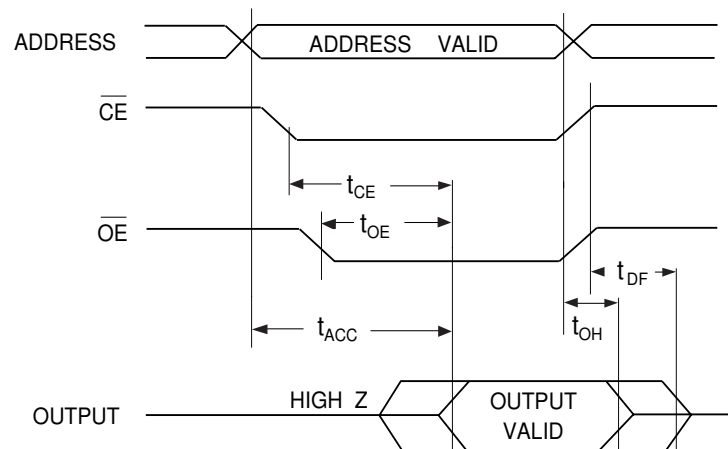 ADDRESS
ADDRESS VALID
CE
tCE
tOE
OE
tDF
tACC
tOH
HIGH Z
OUTPUT
VALID
OUTPUT